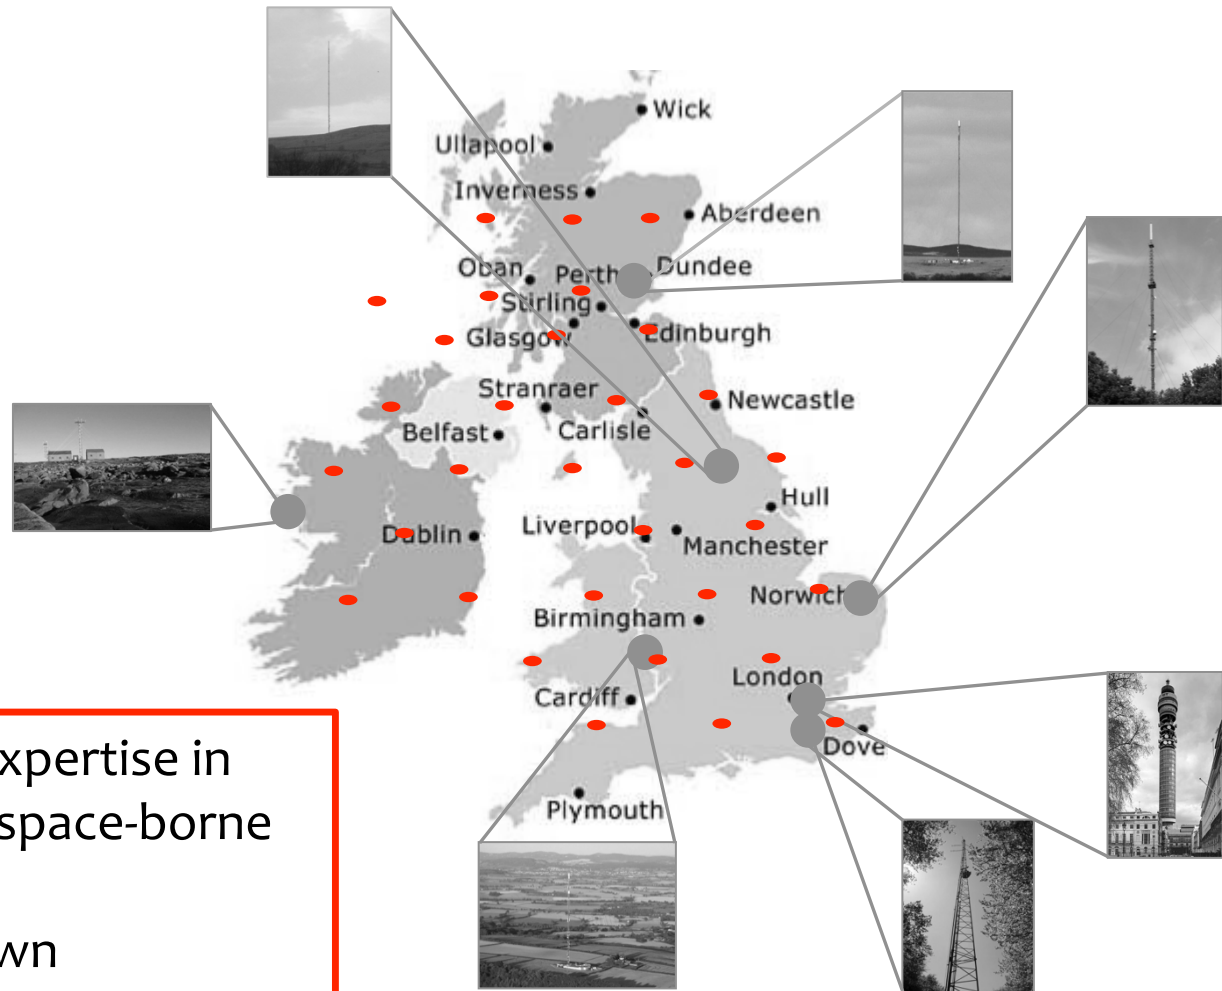 Wick
Ullapool
Inverness
Aberdeen
Oban
Perth
Dundee
Stirling
Glasgow
Edinburgh
Stranraer
Newcastle
Belfast
Carlisle
Hull
Dublin
Liverpool
Manchester
Norwich
Birmingham
London
Cardiff
Dove
Plymouth
xpertise in
space-borne
wn